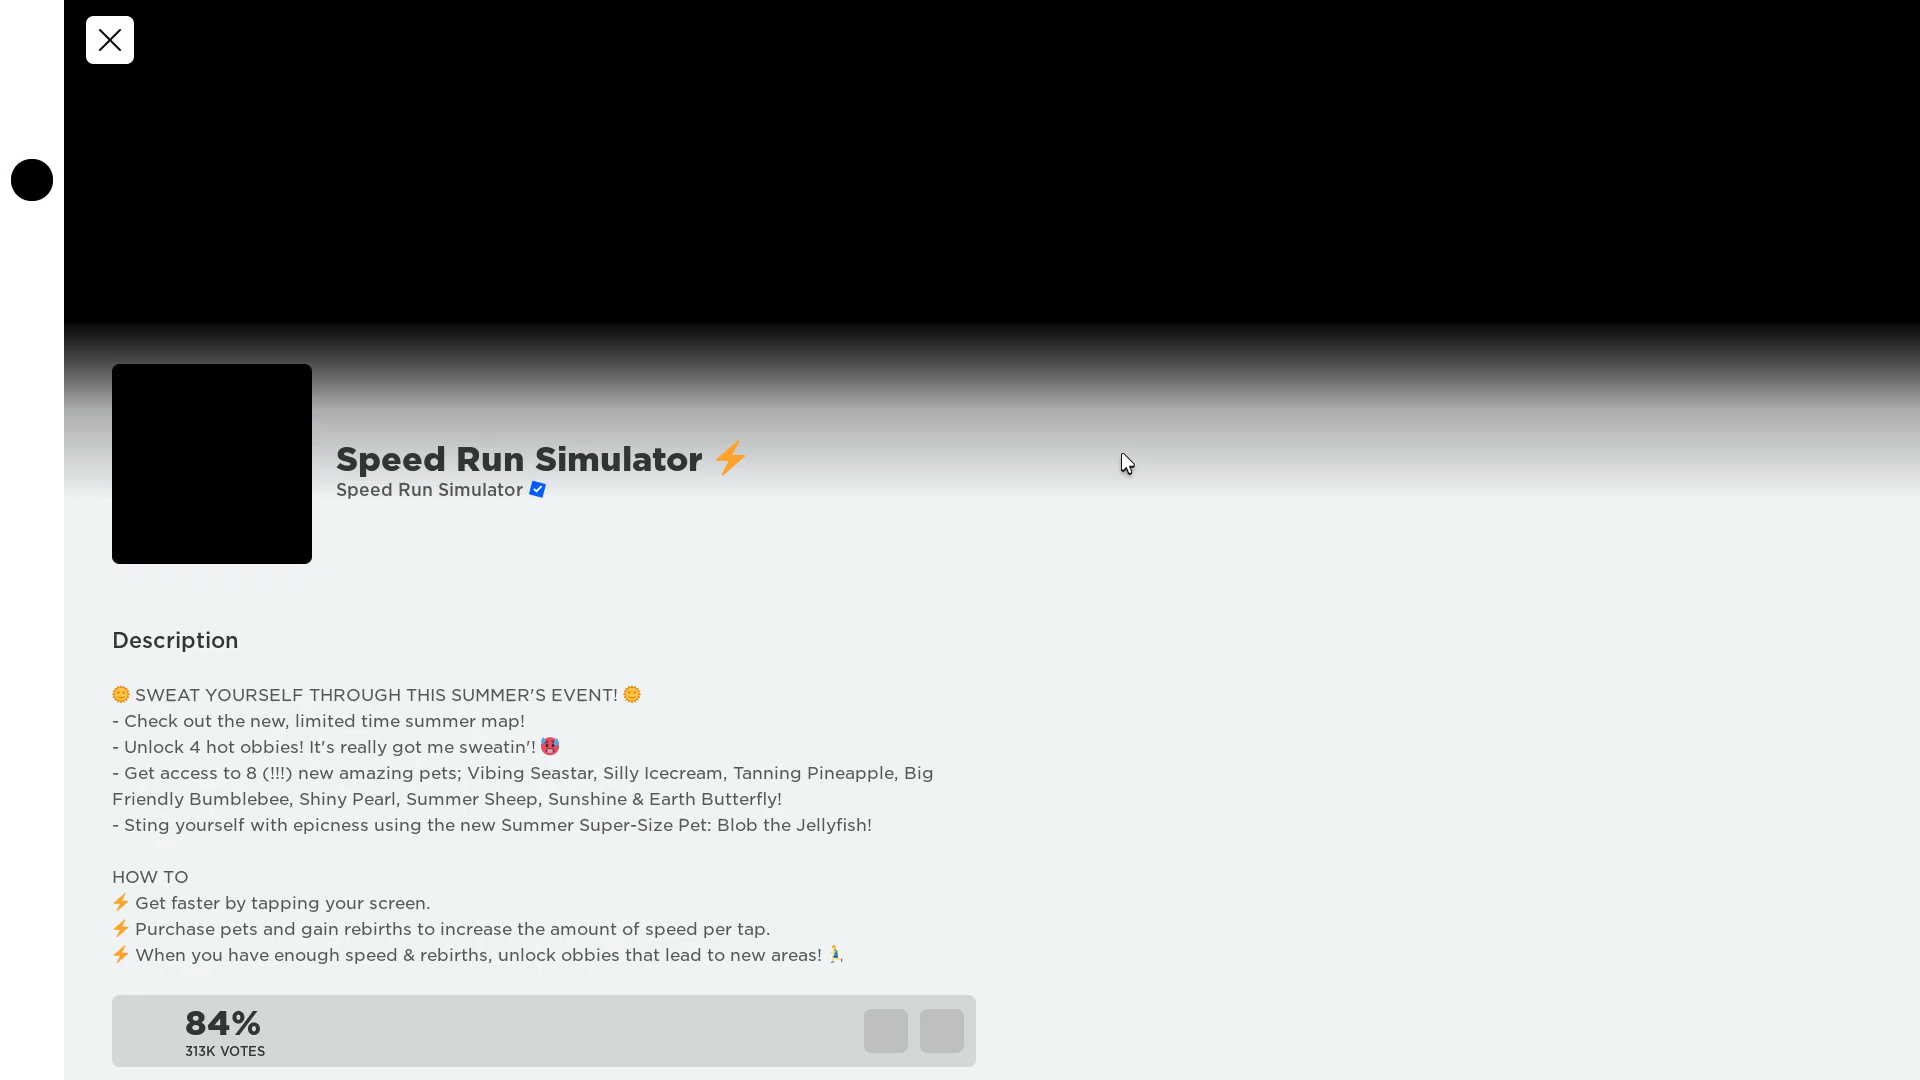 Speed Run Simulator ⚡
Speed Run Simulator
Description
🌞 SWEAT YOURSELF THROUGH THIS SUMMER'S EVENT! 🌞
- Check out the new, limited time summer map!
- Unlock 4 hot obbies! It's really got me sweatin'! 🥵
- Get access to 8 (!!!) new amazing pets; Vibing Seastar, Silly Icecream, Tanning Pineapple, Big
Friendly Bumblebee, Shiny Pearl, Summer Sheep, Sunshine & Earth Butterfly!
- Sting yourself with epicness using the new Summer Super-Size Pet: Blob the Jellyfish!
HOW TO
⚡ Get faster by tapping your screen.
⚡ Purchase pets and gain rebirths to increase the amount of speed per tap.
⚡ When you have enough speed & rebirths, unlock obbies that lead to new areas! 🏃
84%
313K VOTES